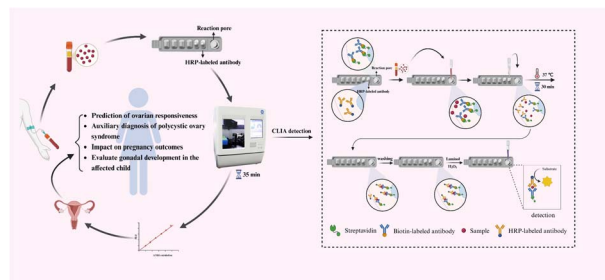 Reaction pore
HRP-labeled antibody
• Prediction of ovarian responsiveness
• Auxiliary diagnosis of polycystic ovary
syndrome
• Impact on pregnancy outcomes
• Evaluate gonadal development in the
affected child
35 min
CLIA detection
Reaction pore
HRP-labeled antibody
37 ℃
30 min
washing
Luminol
H₂O₂
detection
Streptavidin
Biotin-labeled antibody
Sample
HRP-labeled antibody